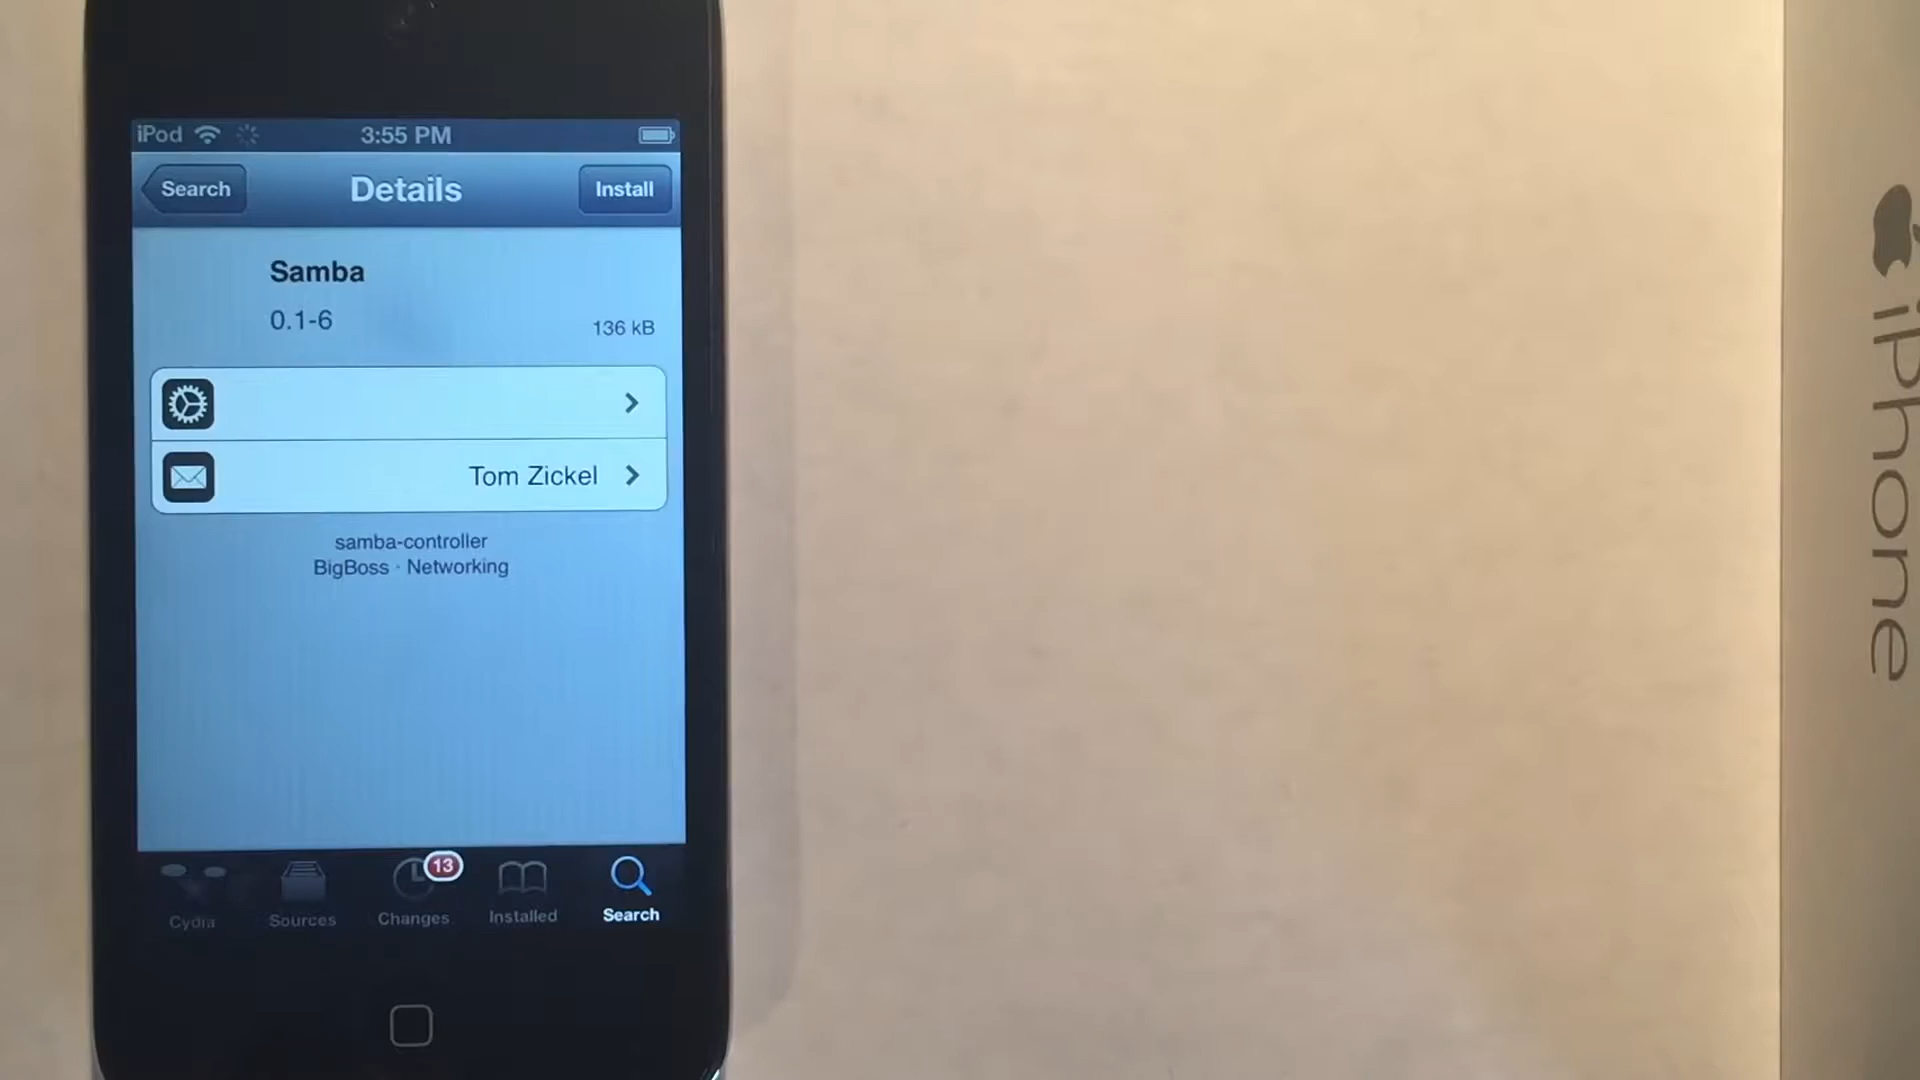 iPod
3:55 PM
Search
Details
Install
Samba
0.1-6
136 kB
Tom Zickel
samba-controller
BigBoss · Networking
13
Cydia
Sources
Changes
Installed
Search
iPhone